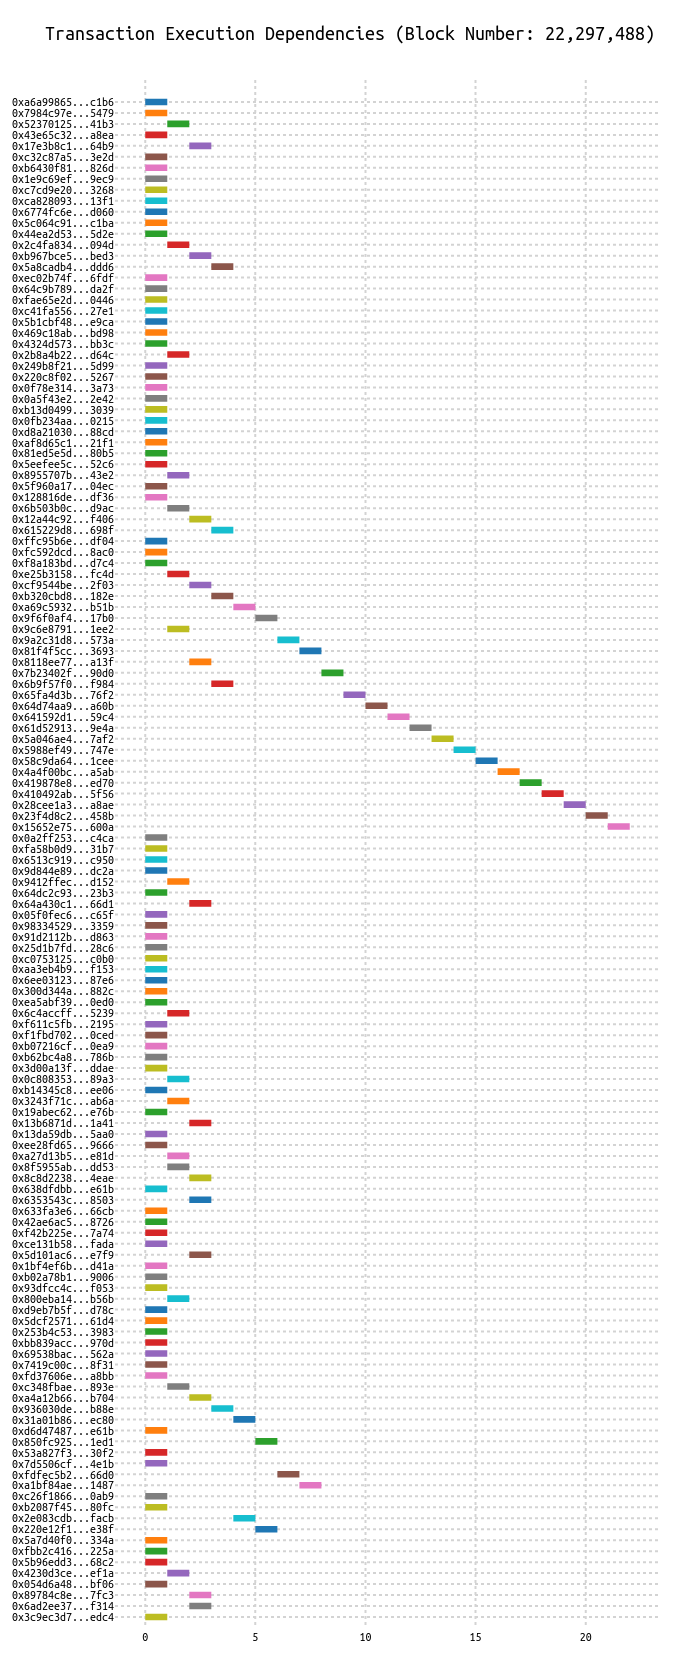 Transaction Execution Dependencies (Block Number: 22,297,488)
0xa6a99865...c1b6
0x7984c97e...5479
0x52370125...41b3
0x43e65c32...a8ea
0x17e3b8c1...64b9
0xc32c87a5...3e2d
0xb6430f81...826d
0x1e9c69ef...9ec9
0xc7cd9e20...3268
0xca828093...13f1
0x6774fc6e...d060
0x5c064c91...c1ba
0x44ea2d53...5d2e
0x2c4fa834...094d
0xb967bce5...bed3
0x5a8cadb4...ddd6
0xec02b74f...6fdf
0x64c9b789...da2f
0xfae65e2d...0446
0xc41fa556...27e1
0x5b1cbf48...e9ca
0x469c18ab...bd98
0x4324d573...bb3c
0x2b8a4b22...d64c
0x249b8f21...5d99
0x220c8f02...5267
0x0f78e314...3a73
0x0a5f43e2...2e42
0xb13d0499...3039
0x0fb234aa...0215
0xd8a21030...88cd
0xaf8d65c1...21f1
0x81ed5e5d...80b5
0x5eefee5c...52c6
0x8955707b...43e2
0x5f960a17...04ec
0x128816de...df36
0x6b503b0c...d9ac
0x12a44c92...f406
0x615229d8...698f
0xffc95b6e...df04
0xfc592dcd...8ac0
0xf8a183bd...d7c4
0xe25b3158...fc4d
0xcf9544be...2f03
0xb320cbd8...182e
0xa69c5932...b51b
0x9f6f0af4...17b0
0x9c6e8791...1ee2
0x9a2c31d8...573a
0x81f4f5cc...3693
0x8118ee77...a13f
0x7b23402f...90d0
0x6b9f57f0...f984
0x65fa4d3b...76f2
0x64d74aa9...a60b
0x641592d1...59c4
0x61d52913...9e4a
0x5a046ae4...7af2
0x5988ef49...747e
0x58c9da64...1cee
0x4a4f00bc...a5ab
0x419878e8...ed70
0x410492ab...5f56
0x28cee1a3...a8ae
0x23f4d8c2...458b
0x15652e75...600a
0x0a2ff253...c4ca
0xfa58b0d9...31b7
0x6513c919...c950
0x9d844e89...dc2a
0x9412ffec...d152
0x64dc2c93...23b3
0x64a430c1...66d1
0x05f0fec6...c65f
0x98334529...3359
0x91d2112b...d863
0x25d1b7fd...28c6
0xc0753125...c0b0
0xaa3eb4b9...f153
0x6ee03123...87e6
0x300d344a...882c
0xea5abf39...0ed0
0x6c4accff...5239
0xf611c5fb...2195
0xf1fbd702...0ced
0xb07216cf...0ea9
0xb62bc4a8...786b
0x3d00a13f...ddae
0x0c808353...89a3
0xb14345c8...ee06
0x3243f71c...ab6a
0x19abec62...e76b
0x13b6871d...1a41
0x13da59db...5aa0
0xee28fd65...9666
0xa27d13b5...e81d
0x8f5955ab...dd53
0x8c8d2238...4eae
0x638dfdbb...e61b
0x6353543c...8503
0x633fa3e6...66cb
0x42ae6ac5...8726
0xf42b225e...7a74
0xce131b58...fada
0x5d101ac6...e7f9
0x1bf4ef6b...d41a
0xb02a78b1...9006
0x93dfcc4c...f053
0x800eba14...b56b
0xd9eb7b5f...d78c
0x5dcf2571...61d4
0x253b4c53...3983
0xbb839acc...970d
0x69538bac...562a
0x7419c00c...8f31
0xfd37606e...a8bb
0xc348fbae...893e
0xa4a12b66...b704
0x936030de...b88e
0x31a01b86...ec80
0xd6d47487...e61b
0x850fc925...1ed1
0x53a827f3...30f2
0x7d5506cf...4e1b
0xfdfec5b2...66d0
0xa1bf84ae...1487
0xc26f1866...0ab9
0xb2087f45...80fc
0x2e083cdb...facb
0x220e12f1...e38f
0x5a7d40f0...334a
0xfbb2c416...225a
0x5b96edd3...68c2
0x4230d3ce...ef1a
0x054d6a48...bf06
0x89784c8e...7fc3
0x6ad2ee37...f314
0x3c9ec3d7...edc4
0 5 10 15 20